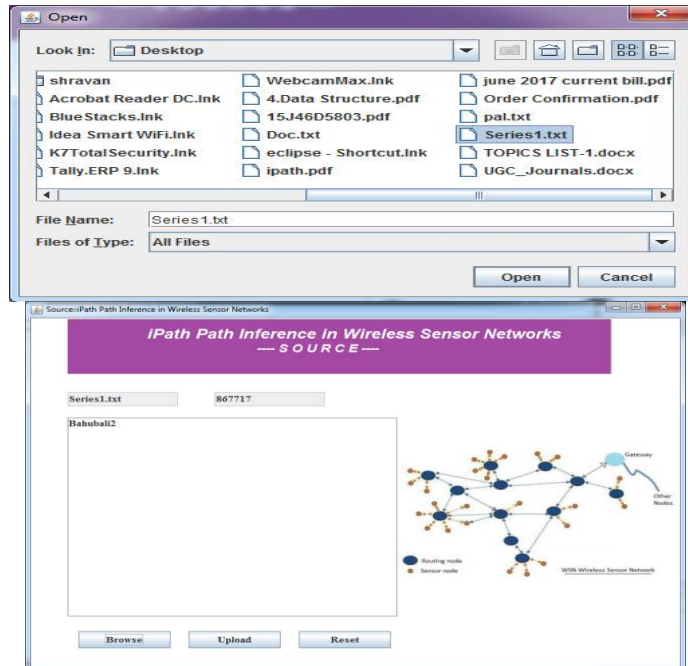 Open
Look In: Desktop
shravan WebcamMax.lnk june 2017 current bill.pdf
Acrobat Reader DC.lnk 4.Data Structure.pdf Order Confirmation.pdf
BlueStacks.lnk 15J46D5803.pdf pal.txt
Idea Smart WiFi.lnk Doc.txt Series1.txt
K7TotalSecurity.lnk eclipse - Shortcut.lnk TOPICS LIST-1.docx
Tally.ERP 9.lnk ipath.pdf UGC_Journals.docx
File Name: Series1.txt
Files of Type: All Files
Open Cancel
Source:iPath Path Inference in Wireless Sensor Networks
iPath Path Inference in Wireless Sensor Networks
---- S O U R C E ----
Series1.txt 867717
Bahubali2
Gateway
Other
Nodes
Routing node
Sensor node
WSN-Wireless Sensor Network
Browse Upload Reset